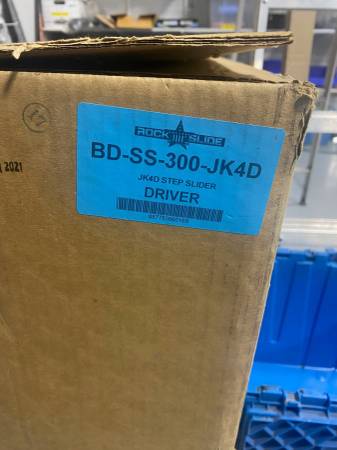 2021
ROCK SLIDE
BD-SS-300-JK4D
JK4D STEP SLIDER
DRIVER